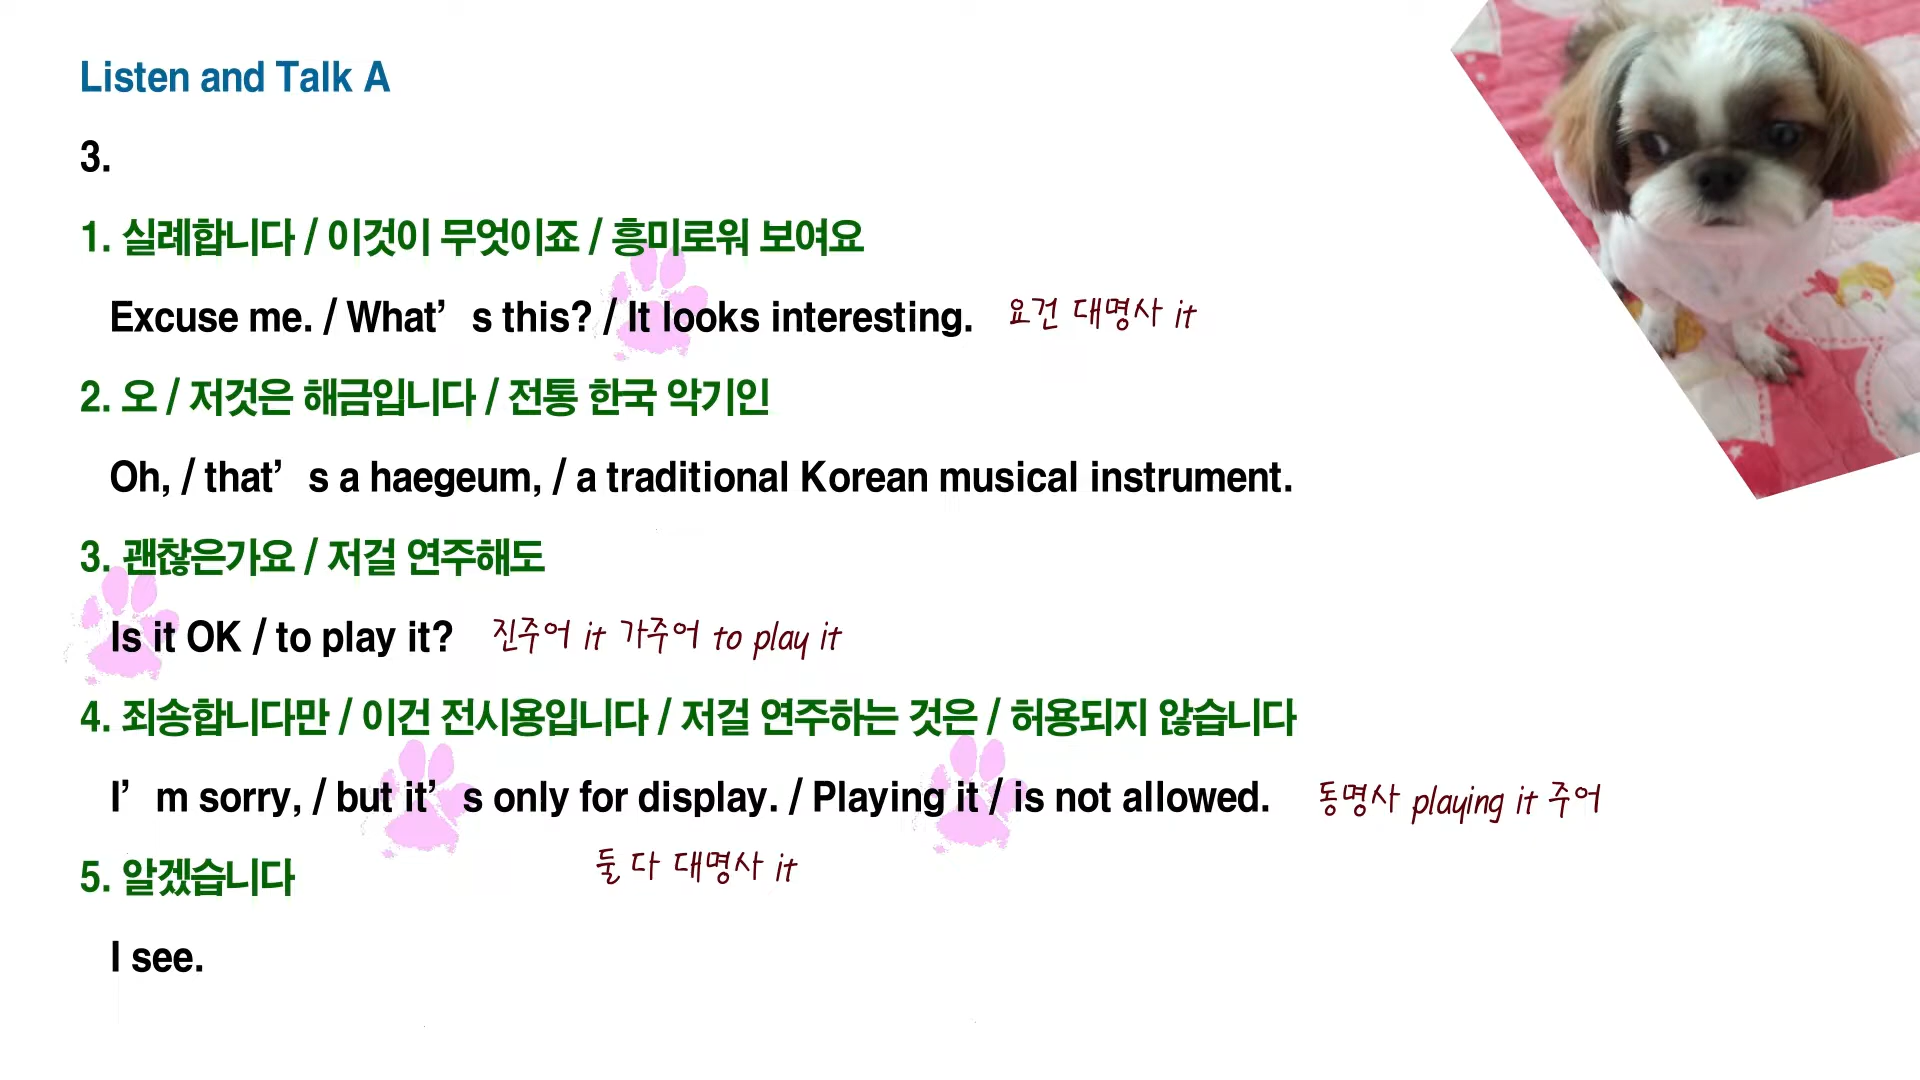 Listen and Talk A
3.
1. 실례합니다 / 이것이 무엇이죠 / 흥미로워 보여요
Excuse me. / What’s this? / It looks interesting. 요건 대명사 it
2. 오 / 저것은 해금입니다 / 전통 한국 악기인
Oh, / that’s a haegeum, / a traditional Korean musical instrument.
3. 괜찮은가요 / 저걸 연주해도
Is it OK / to play it? 진주어 it 가주어 to play it
4. 죄송합니다만 / 이건 전시용입니다 / 저걸 연주하는 것은 / 허용되지 않습니다
I’m sorry, / but it’s only for display. / Playing it / is not allowed. 동명사 playing it 주어
둘 다 대명사 it
5. 알겠습니다
I see.